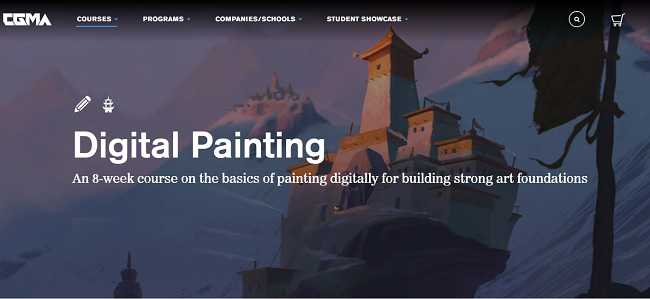 CGMA
COURSES
PROGRAMS
COMPANIES/SCHOOLS
STUDENT SHOWCASE
Digital Painting
An 8-week course on the basics of painting digitally for building strong art foundations